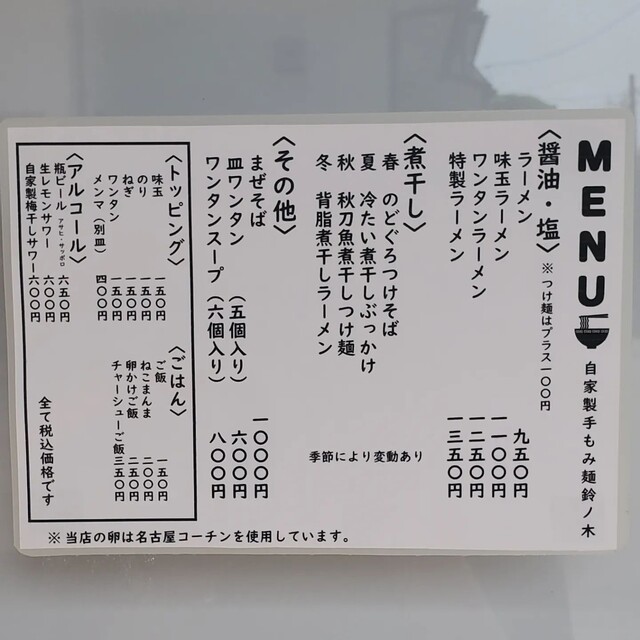 MENU
自家製手もみ麺鈴ノ木
〈醤油・塩〉
※つけ麺はプラス一〇〇円
ラーメン 九五〇円
味玉ラーメン 一一〇〇円
ワンタンラーメン 一二五〇円
特製ラーメン 一三五〇円
〈煮干し〉
春 のどぐろつけそば
夏 冷たい煮干しぶっかけ
秋 秋刀魚煮干しつけ麺
冬 背脂煮干しラーメン
季節により変動あり
〈その他〉
まぜそば 一〇〇〇円
皿ワンタン (五個入り) 六〇〇円
ワンタンスープ (六個入り) 八〇〇円
〈トッピング〉
味玉 一五〇円
のり 一五〇円
ねぎ 一五〇円
ワンタン 一五〇円
メンマ(別皿) 四〇〇円
〈アルコール〉
瓶ビール アサヒ・サッポロ 六五〇円
生レモンサワー 六〇〇円
自家製梅干しサワー 六〇〇円
〈ごはん〉
ご飯 一五〇円
ねこまんま 二〇〇円
卵かけご飯 二五〇円
チャーシューご飯 三五〇円
全て税込価格です
※当店の卵は名古屋コーチンを使用しています。